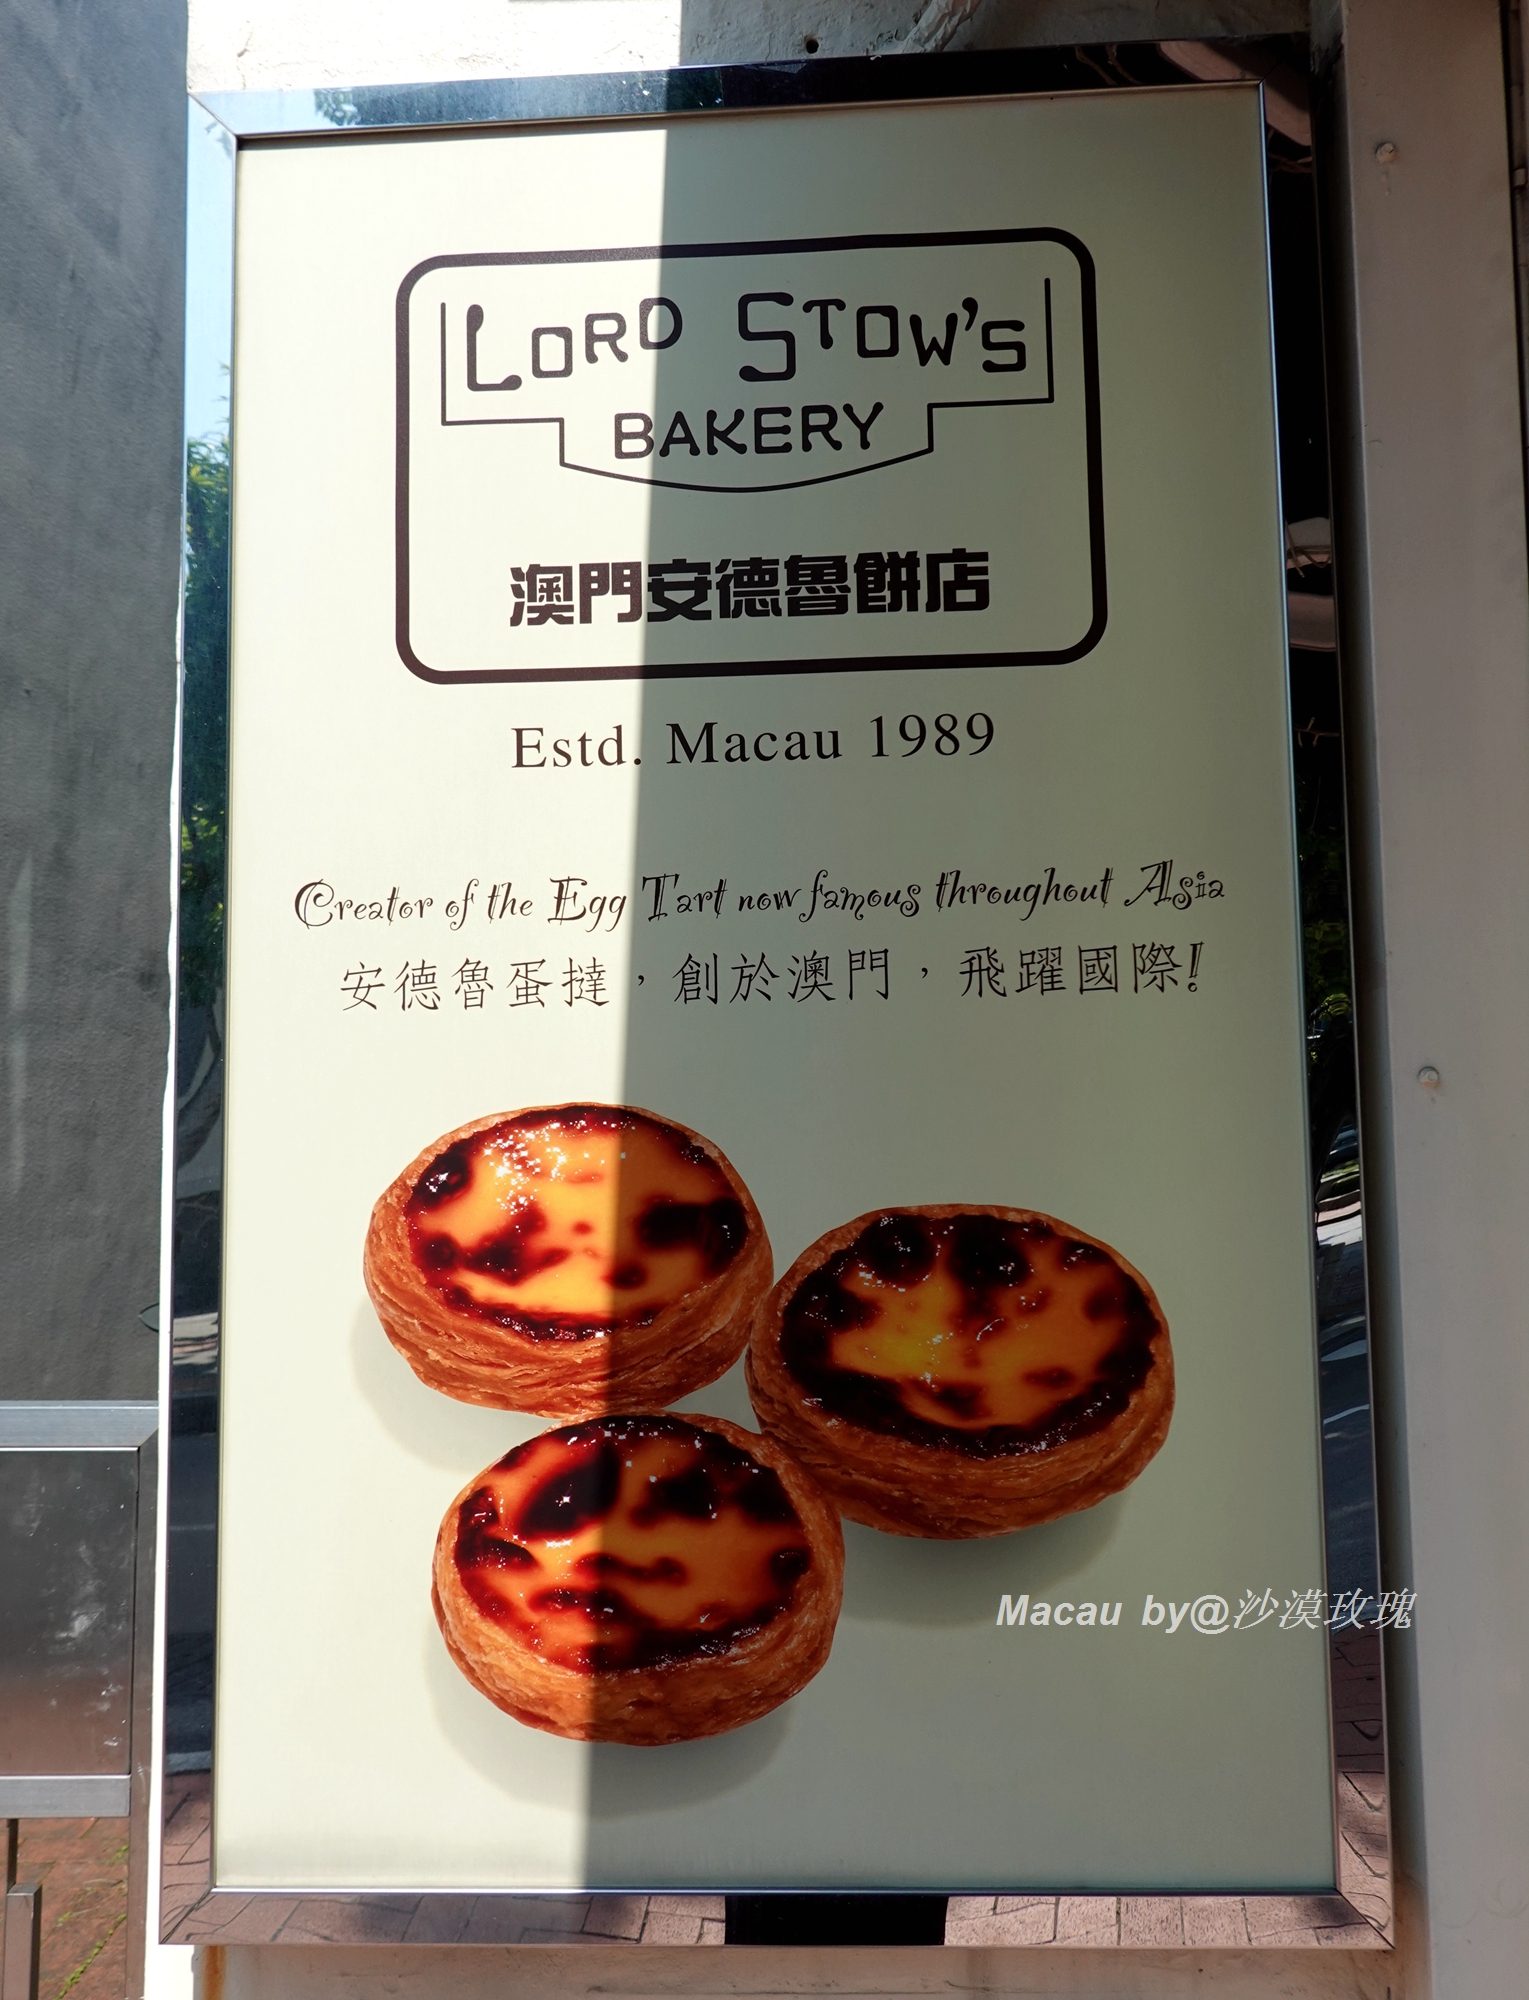 LORD STOW'S
BAKERY
澳門安德魯餅店
Estd. Macau 1989
Creator of the Egg Tart now famous throughout Asia
安德魯蛋撻，創於澳門，飛躍國際!
Macau by@沙漠玫瑰